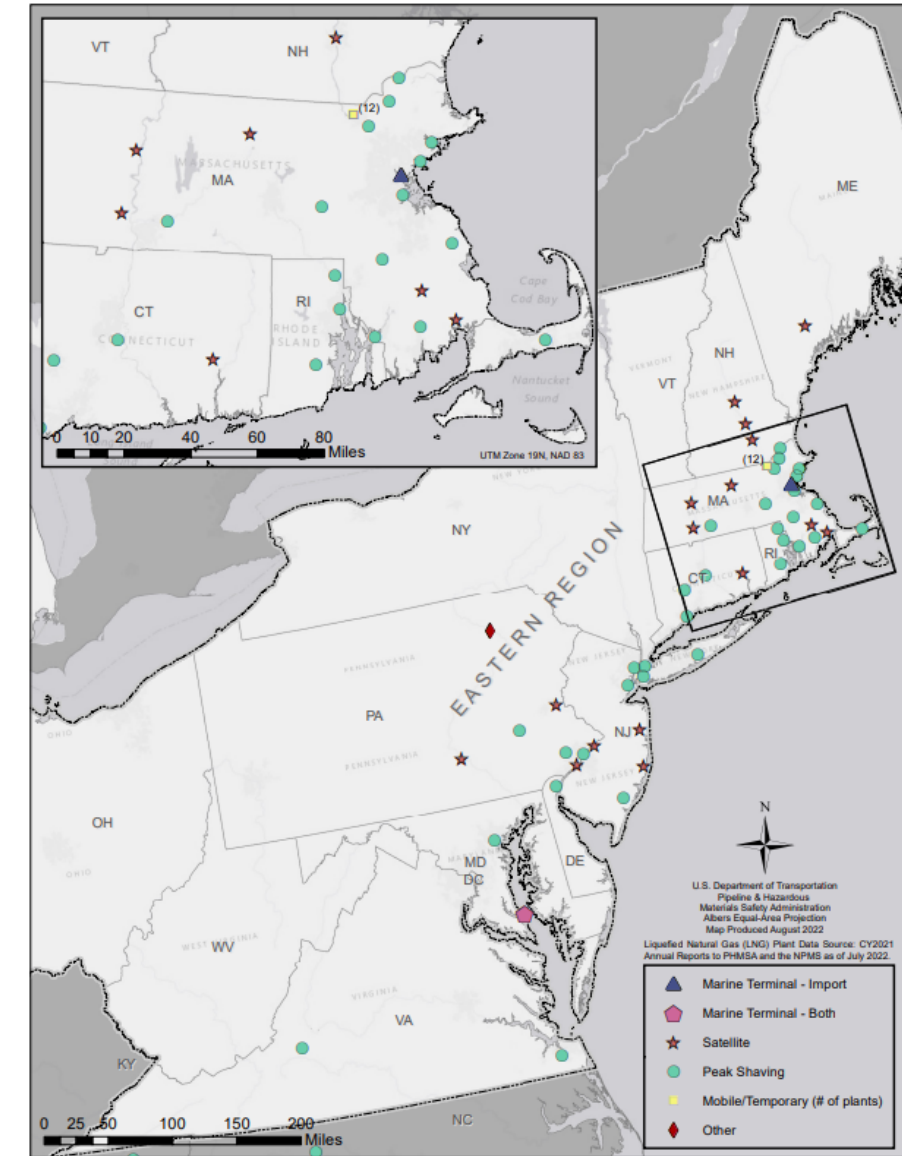 VT
NH
(12)
MASSACHUSETTS
MA
Cape
Cod Bay
CT
RI
CONNECTICUT
RHODE
ISLAND
Nantucket
Sound
0 10 20 40 60 80
Miles
UTM Zone 19N, NAD 83
ME
VERMONT
NH
VT
NEW HAMPSHIRE
(12)
MA
MASSACHUSETTS
NY
RI
CT
EASTERN REGION
NEW JERSEY
PENNSYLVANIA
PA
NJ
PENNSYLVANIA
NEW JERSEY
OHIO
OH
OHIO
MARYLAND
MD
DC
DE
WV
WEST VIRGINIA
VIRGINIA
VA
KY
NC
0 25 50 100 150 200
Miles
N
U.S. Department of Transportation
Pipeline & Hazardous
Materials Safety Administration
Albers Equal-Area Projection
Map Produced August 2022
Liquefied Natural Gas (LNG) Plant Data Source: CY2021
Annual Reports to PHMSA and the NPMS as of July 2022.
Marine Terminal - Import
Marine Terminal - Both
Satellite
Peak Shaving
Mobile/Temporary (# of plants)
Other